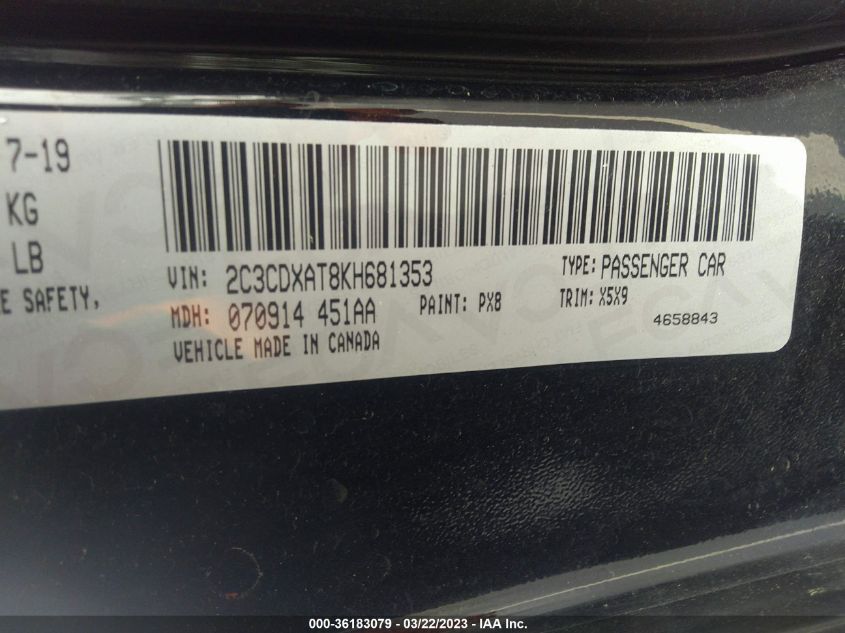 7-19
KG
LB
E SAFETY,
VIN: 2C3CDXAT8KH681353
TYPE: PASSENGER CAR
MDH: 070914 451AA
PAINT: PX8
TRIM: X5X9
VEHICLE MADE IN CANADA
4658843
000-36183079 - 03/22/2023 - IAA Inc.